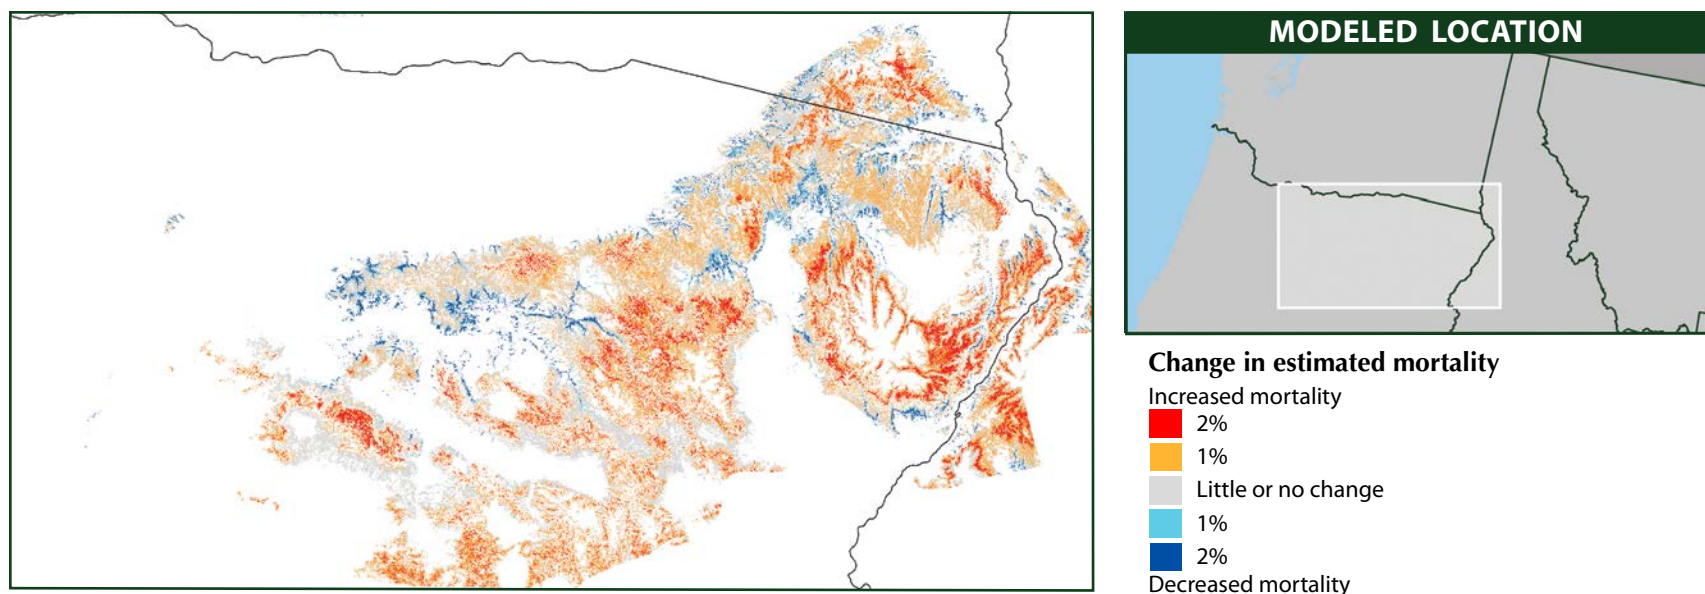 MODELED LOCATION
Change in estimated mortality
Increased mortality
2%
1%
Little or no change
1%
2%
Decreased mortality